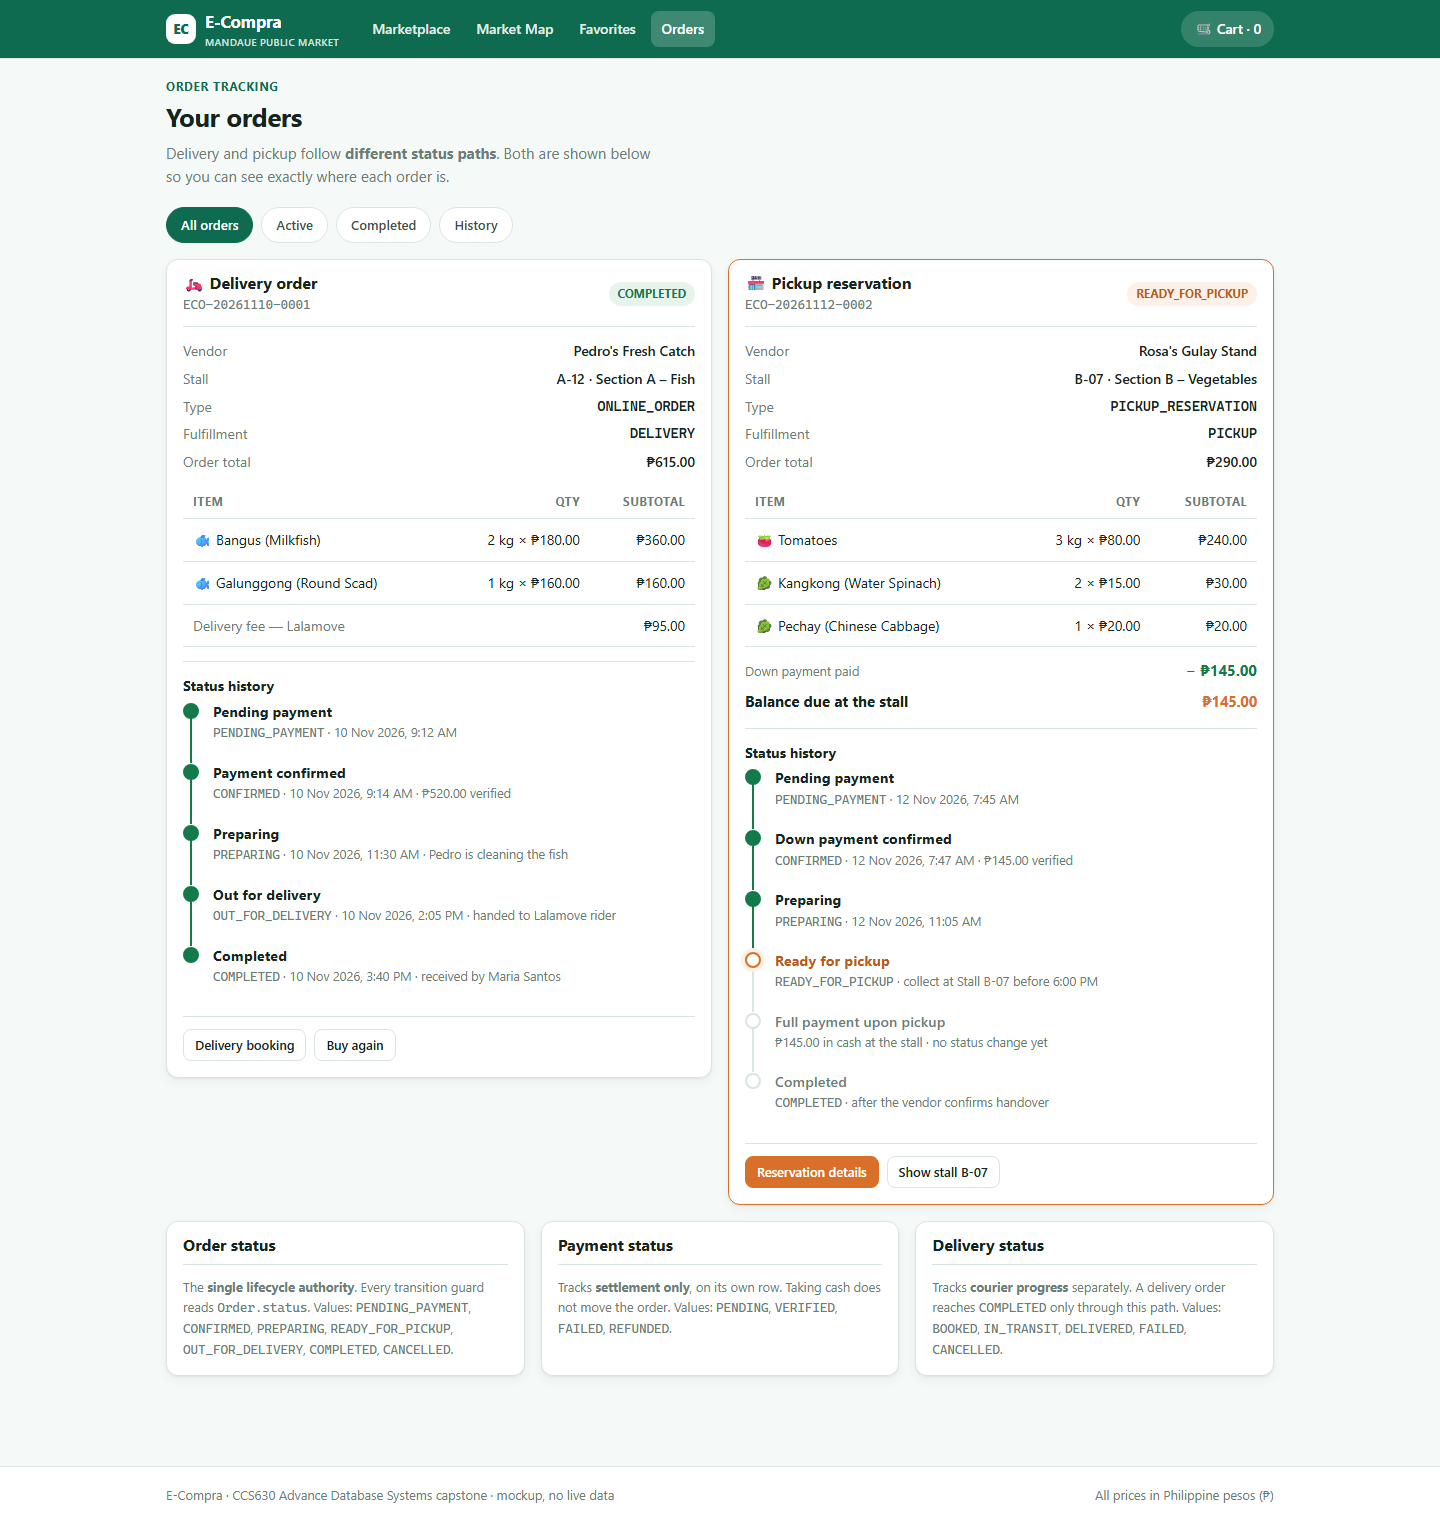 EC
E-Compra
MANDAUE PUBLIC MARKET
Marketplace
Market Map
Favorites
Orders
Cart · 0
ORDER TRACKING
Your orders
Delivery and pickup follow different status paths. Both are shown below
so you can see exactly where each order is.
All orders
Active
Completed
History
Delivery order
ECO-20261110-0001
COMPLETED
Vendor Pedro's Fresh Catch
Stall A-12 · Section A – Fish
Type ONLINE_ORDER
Fulfillment DELIVERY
Order total ₱615.00
ITEM QTY SUBTOTAL
Bangus (Milkfish) 2 kg × ₱180.00 ₱360.00
Galunggong (Round Scad) 1 kg × ₱160.00 ₱160.00
Delivery fee — Lalamove ₱95.00
Status history
Pending payment
PENDING_PAYMENT · 10 Nov 2026, 9:12 AM
Payment confirmed
CONFIRMED · 10 Nov 2026, 9:14 AM · ₱520.00 verified
Preparing
PREPARING · 10 Nov 2026, 11:30 AM · Pedro is cleaning the fish
Out for delivery
OUT_FOR_DELIVERY · 10 Nov 2026, 2:05 PM · handed to Lalamove rider
Completed
COMPLETED · 10 Nov 2026, 3:40 PM · received by Maria Santos
Delivery booking
Buy again
Pickup reservation
ECO-20261112-0002
READY_FOR_PICKUP
Vendor Rosa's Gulay Stand
Stall B-07 · Section B – Vegetables
Type PICKUP_RESERVATION
Fulfillment PICKUP
Order total ₱290.00
ITEM QTY SUBTOTAL
Tomatoes 3 kg × ₱80.00 ₱240.00
Kangkong (Water Spinach) 2 × ₱15.00 ₱30.00
Pechay (Chinese Cabbage) 1 × ₱20.00 ₱20.00
Down payment paid − ₱145.00
Balance due at the stall ₱145.00
Status history
Pending payment
PENDING_PAYMENT · 12 Nov 2026, 7:45 AM
Down payment confirmed
CONFIRMED · 12 Nov 2026, 7:47 AM · ₱145.00 verified
Preparing
PREPARING · 12 Nov 2026, 11:05 AM
Ready for pickup
READY_FOR_PICKUP · collect at Stall B-07 before 6:00 PM
Full payment upon pickup
₱145.00 in cash at the stall · no status change yet
Completed
COMPLETED · after the vendor confirms handover
Reservation details
Show stall B-07
Order status
The single lifecycle authority. Every transition guard
reads Order.status. Values: PENDING_PAYMENT,
CONFIRMED, PREPARING, READY_FOR_PICKUP,
OUT_FOR_DELIVERY, COMPLETED, CANCELLED.
Payment status
Tracks settlement only, on its own row. Taking cash does
not move the order. Values: PENDING, VERIFIED,
FAILED, REFUNDED.
Delivery status
Tracks courier progress separately. A delivery order
reaches COMPLETED only through this path. Values:
BOOKED, IN_TRANSIT, DELIVERED, FAILED,
CANCELLED.
E-Compra · CCS630 Advance Database Systems capstone · mockup, no live data
All prices in Philippine pesos (₱)